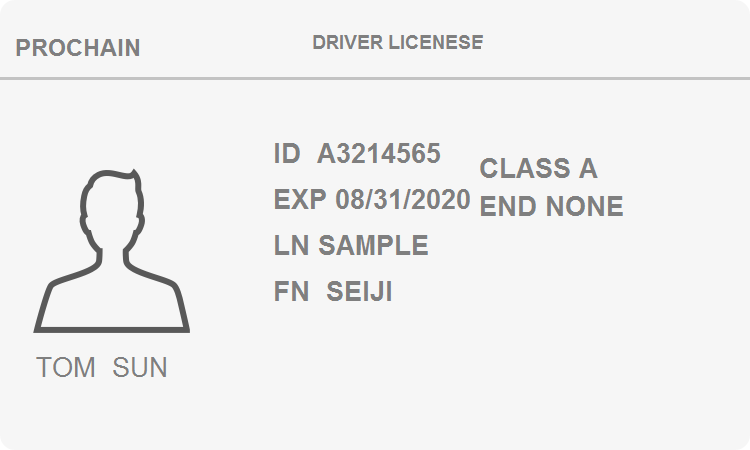 PROCHAIN
DRIVER LICENESE
ID A3214565
EXP 08/31/2020
LN SAMPLE
FN SEIJI
CLASS A
END NONE
TOM SUN